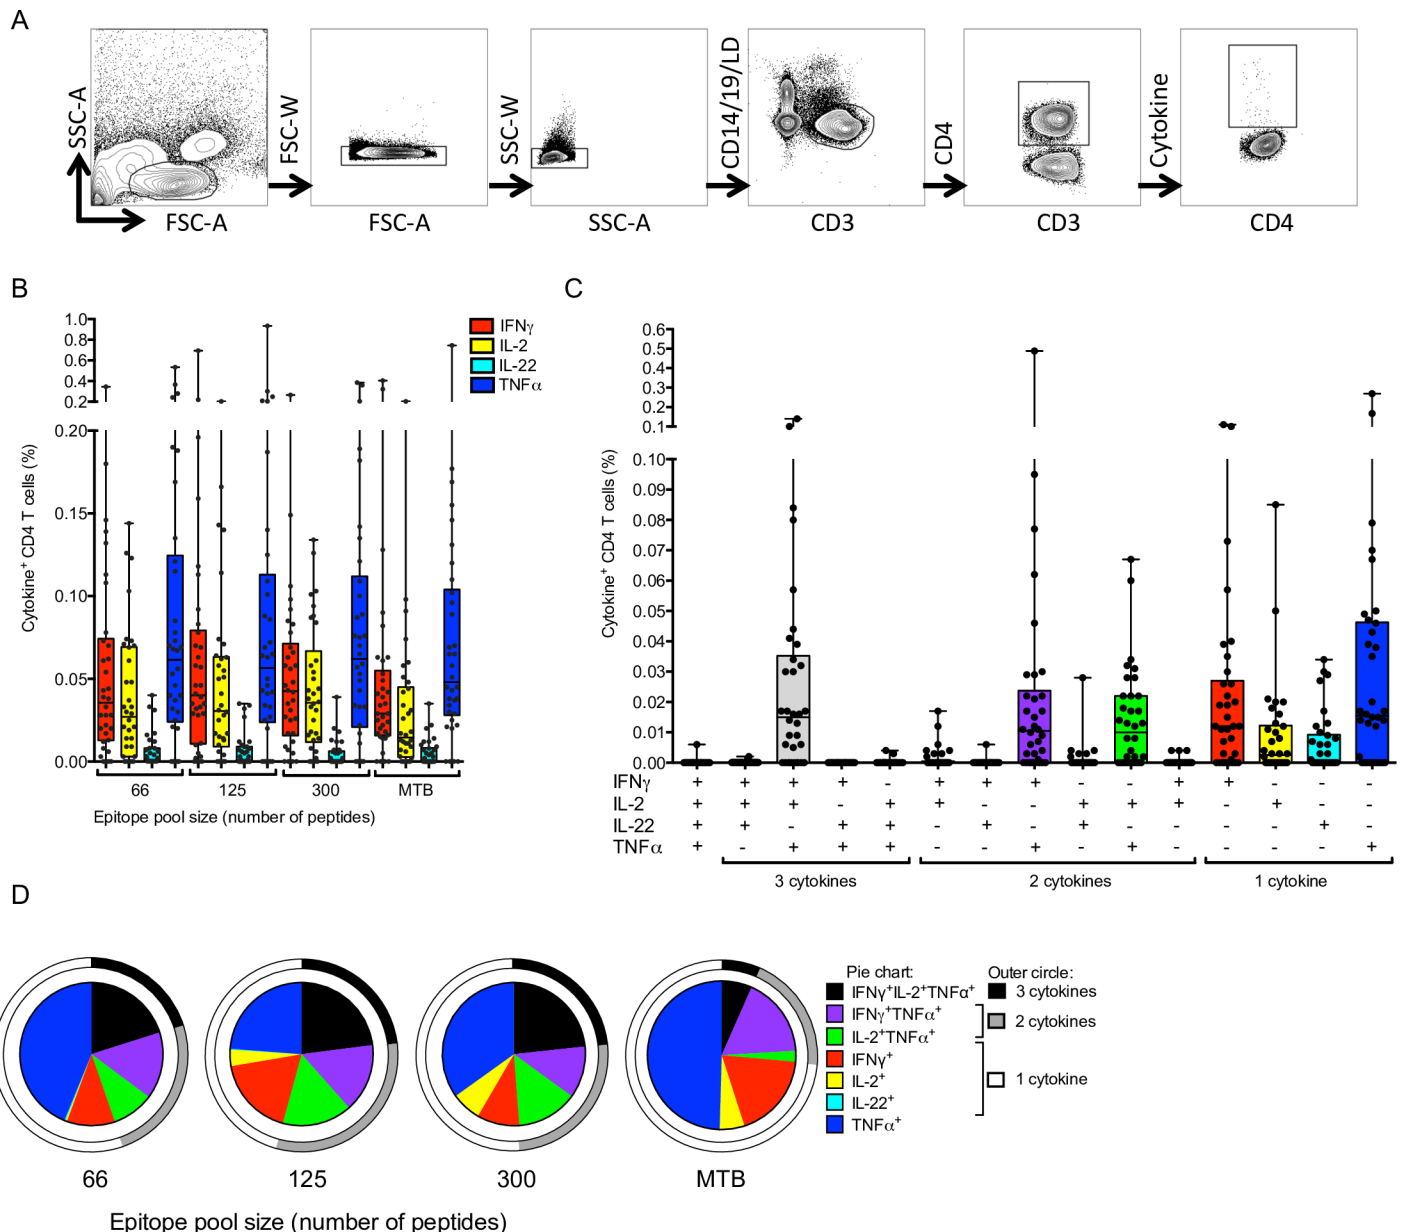 A
SSC-A
FSC-A
FSC-W
FSC-A
SSC-W
SSC-A
CD14/19/LD
CD3
CD4
CD3
Cytokine
CD4
B
Cytokine+ CD4 T cells (%)
1.0
0.8
0.6
0.4
0.2
0.20
0.15
0.10
0.05
0.00
IFNγ
IL-2
IL-22
TNFα
66 125 300 MTB
Epitope pool size (number of peptides)
C
Cytokine+ CD4 T cells (%)
0.6
0.5
0.4
0.3
0.2
0.1
0.10
0.09
0.08
0.07
0.06
0.05
0.04
0.03
0.02
0.01
0.00
IFNγ + + + + - + + + - - + + - - -
IL-2 + + + - + + - - + + + - + - -
IL-22 + + - + + - + - + - - - - + -
TNFα + - + + + - - + - + - - - - +
3 cytokines 2 cytokines 1 cytokine
D
66 125 300 MTB
Epitope pool size (number of peptides)
Pie chart:
IFNγ+IL-2+TNFα+
IFNγ+TNFα+
IL-2+TNFα+
IFNγ+
IL-2+
IL-22+
TNFα+
Outer circle:
3 cytokines
2 cytokines
1 cytokine